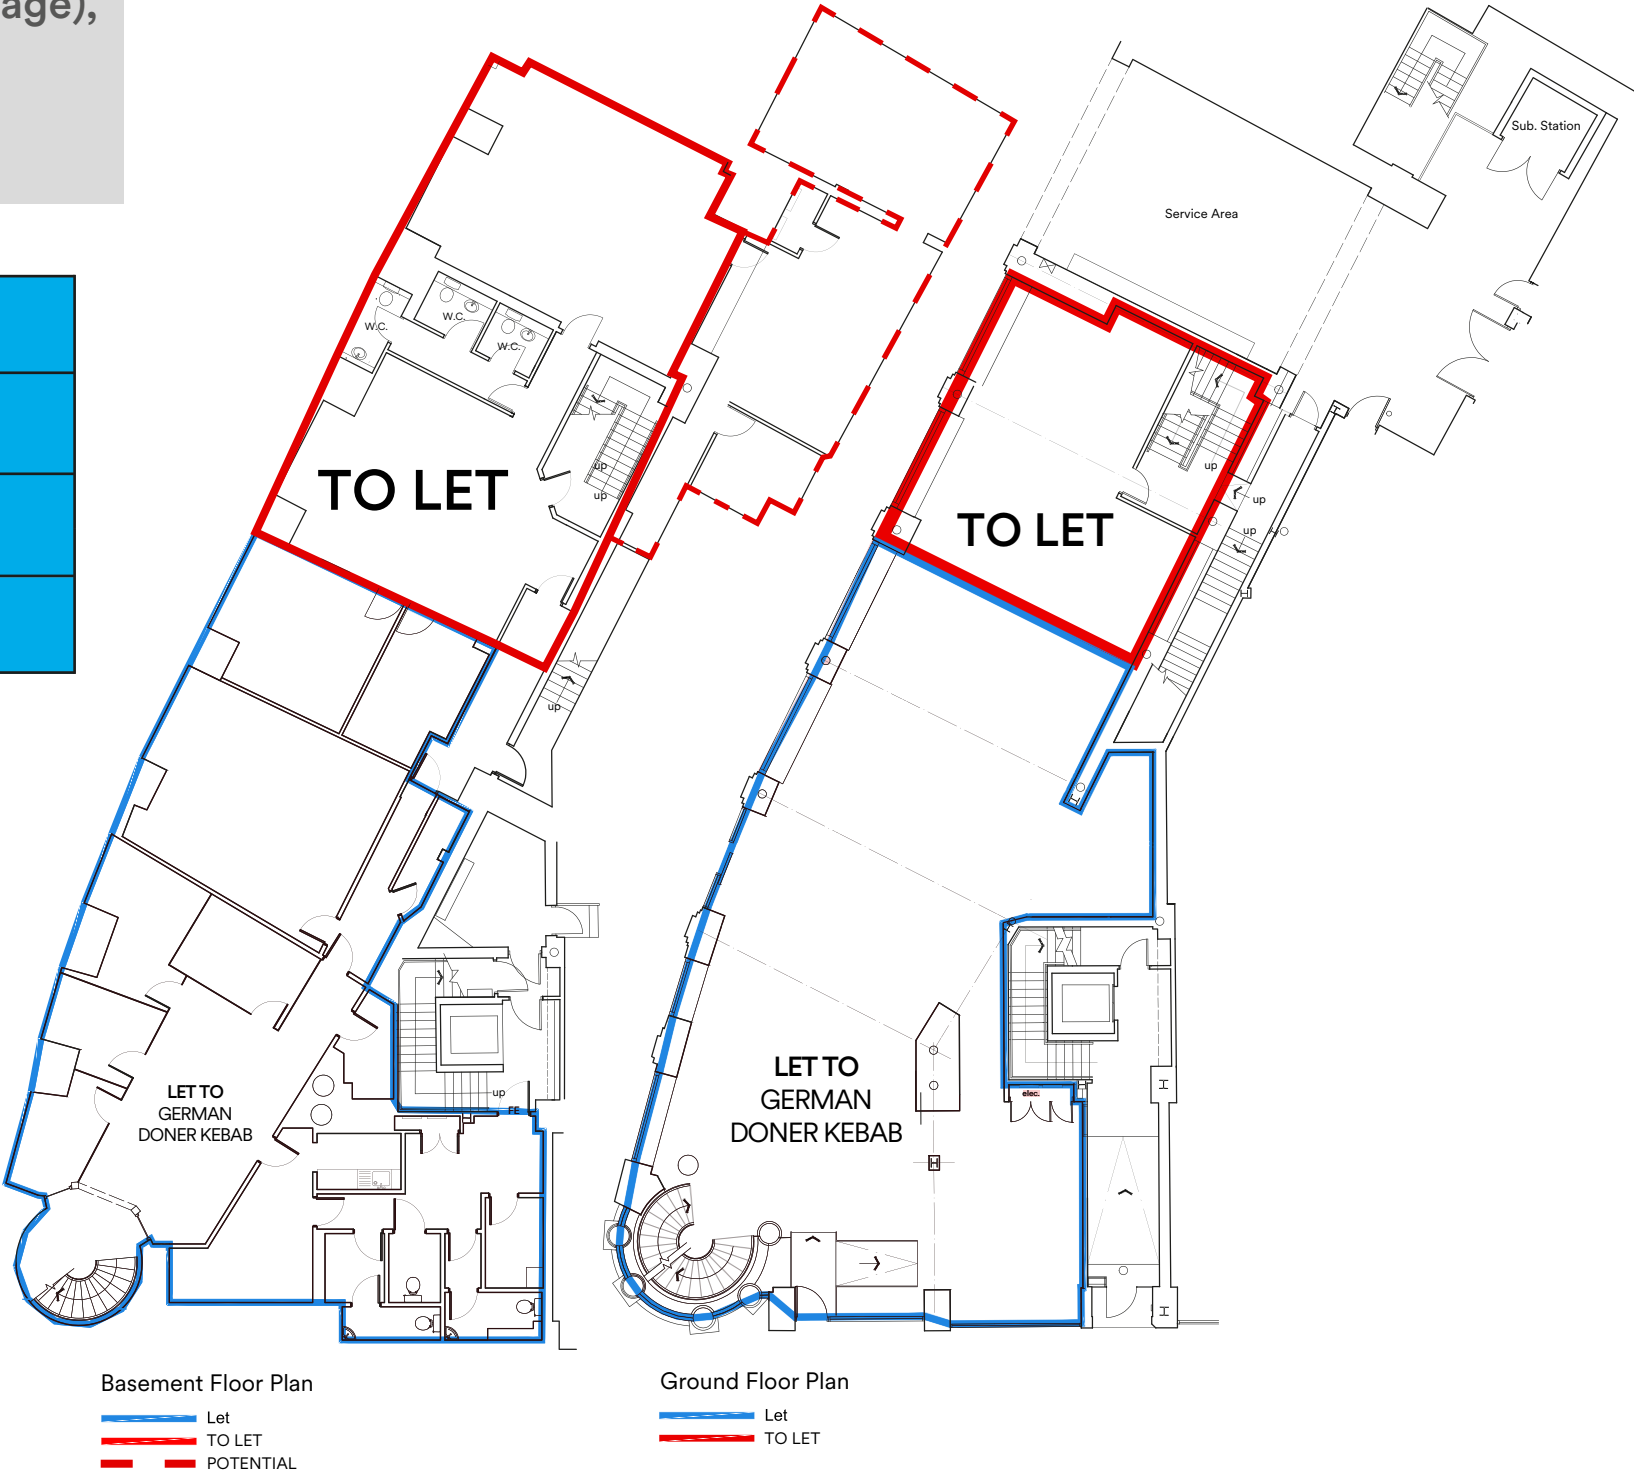 age),
Sub. Station
Service Area
W.C.
W.C.
W.C.
TO LET
up
up
up
TO LET
up
up
up
LET TO
GERMAN
DONER KEBAB
up
FE
LET TO
GERMAN
DONER KEBAB
elec.
H
H
H
H
H
Basement Floor Plan
Let
TO LET
POTENTIAL
Ground Floor Plan
Let
TO LET